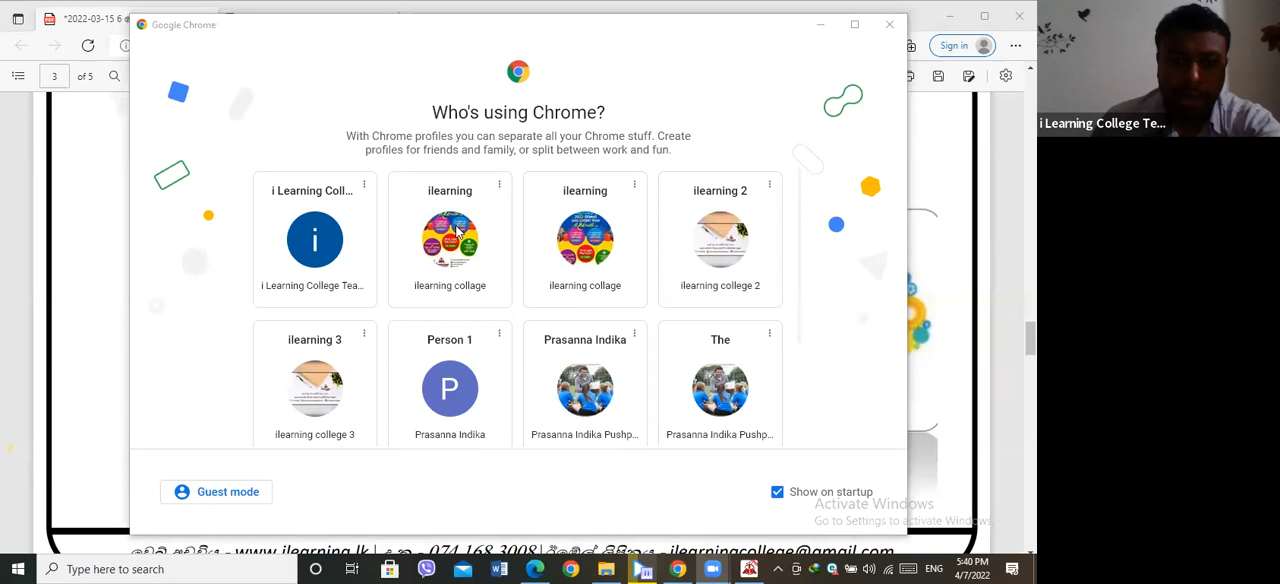 *2022-03-15 6
Google Chrome
Sign in
3
of 5
Who's using Chrome?
With Chrome profiles you can separate all your Chrome stuff. Create
profiles for friends and family, or split between work and fun.
i Learning Coll...
ilearning
ilearning
ilearning 2
i
i Learning College Tea...
ilearning collage
ilearning collage
ilearning college 2
ilearning 3
Person 1
Prasanna Indika
The
P
ilearning college 3
Prasanna Indika
Prasanna Indika Pushp...
Prasanna Indika Pushp...
Guest mode
Show on startup
Activate Windows
Go to Settings to activate Windows.
www.ilearning.lk | 074 168 3008 | ilearningcollege@gmail.com
i Learning College Te...
Type here to search
ENG
5:40 PM
4/7/2022